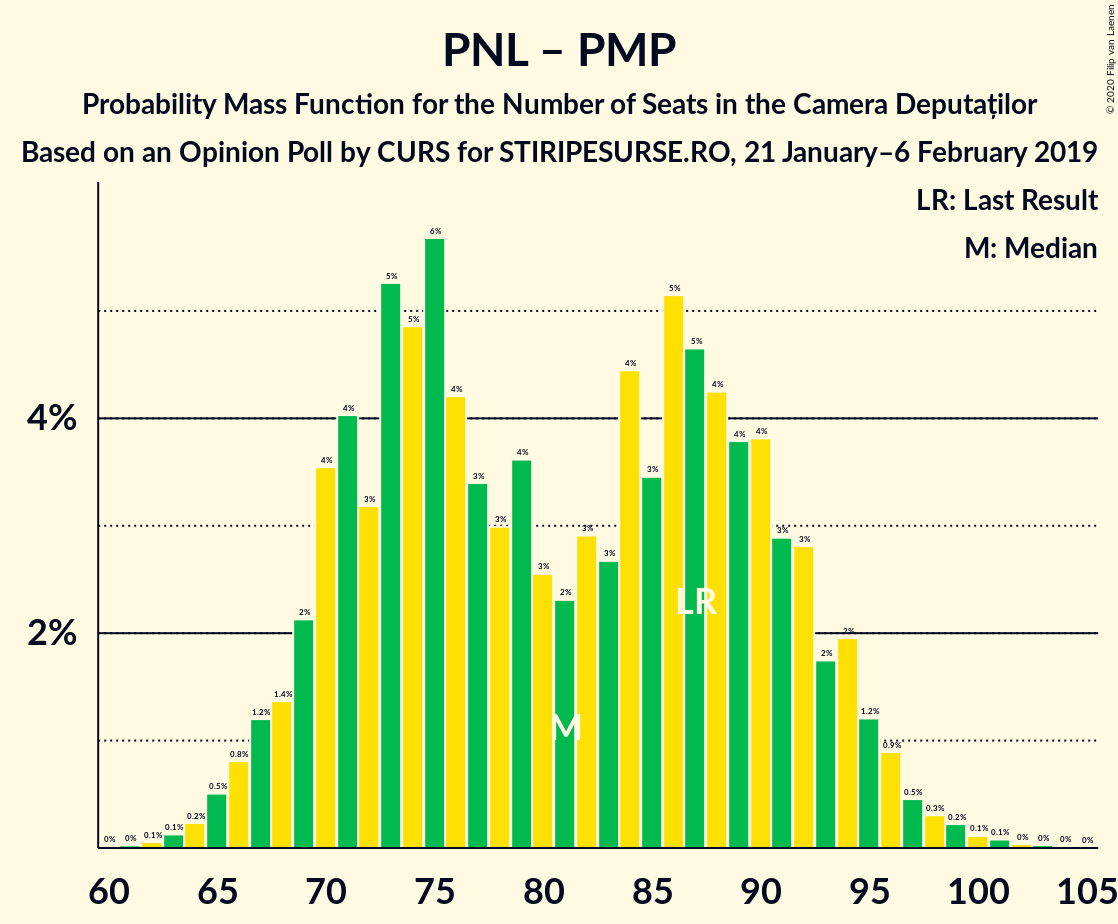 PNL – PMP
Probability Mass Function for the Number of Seats in the Camera Deputaților
Based on an Opinion Poll by CURS for STIRIPESURSE.RO, 21 January–6 February 2019
© 2020 Filip van Laenen
LR: Last Result
M: Median
4%
2%
0% 0% 0.1% 0.1% 0.2% 0.5% 0.8% 1.2% 1.4% 2% 4% 4% 3% 5% 5% 6% 4% 3% 3% 4% 3% 2% 3% 3% 4% 3% 5% 5% 4% 4% 4% 3% 3% 2% 2% 1.2% 0.9% 0.5% 0.3% 0.2% 0.1% 0.1% 0% 0% 0% 0%
LR
M
60 65 70 75 80 85 90 95 100 105